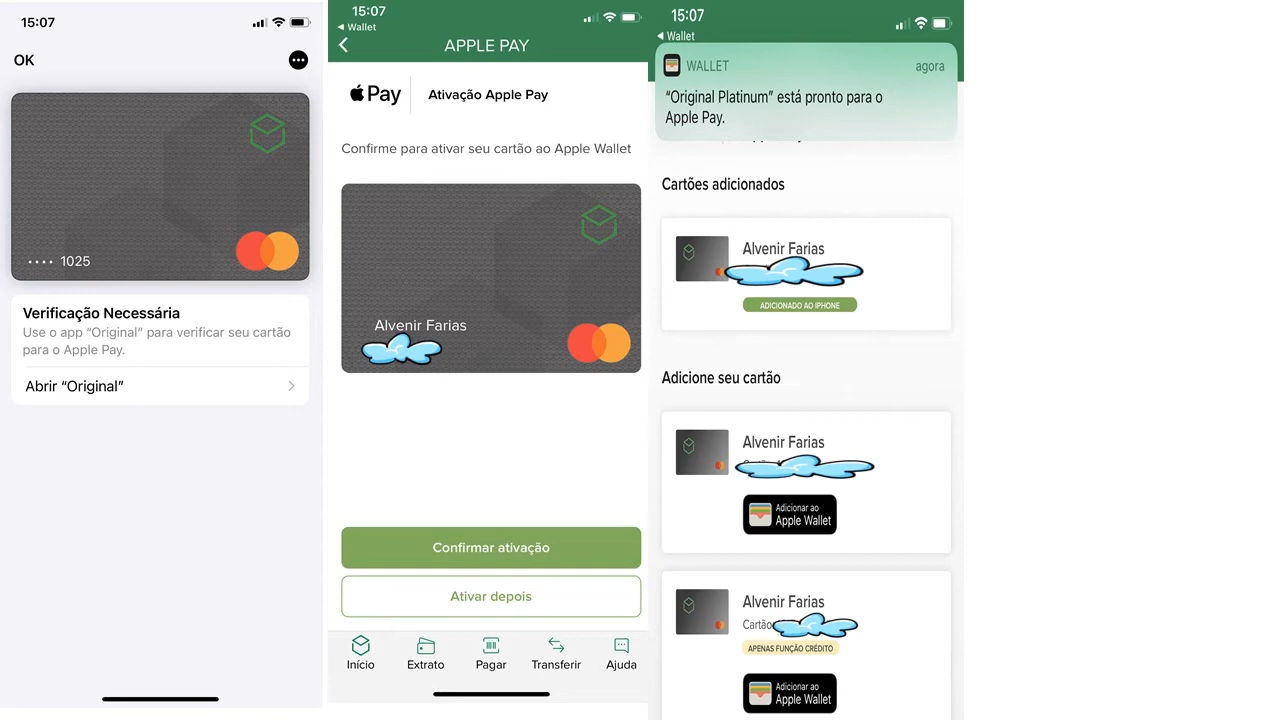 15:07
OK
•••• 1025
Verificação Necessária
Use o app “Original” para verificar seu cartão
para o Apple Pay.
Abrir “Original”
15:07
◀ Wallet
APPLE PAY
Pay
Ativação Apple Pay
Confirme para ativar seu cartão ao Apple Wallet
Alvenir Farias
Confirmar ativação
Ativar depois
Início
Extrato
Pagar
Transferir
Ajuda
15:07
◀ Wallet
WALLET
agora
“Original Platinum” está pronto para o
Apple Pay.
Cartões adicionados
Alvenir Farias
ADICIONADO AO IPHONE
Adicione seu cartão
Alvenir Farias
Adicionar ao
Apple Wallet
Alvenir Farias
Cartão
APENAS FUNÇÃO CRÉDITO
Adicionar ao
Apple Wallet